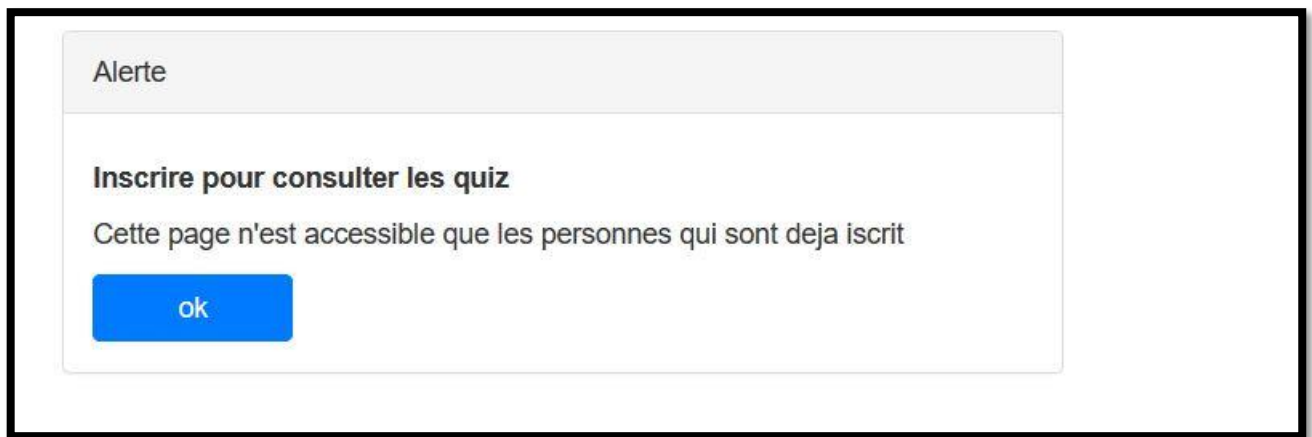 Alerte
Inscrire pour consulter les quiz
Cette page n'est accessible que les personnes qui sont deja iscrit
ok